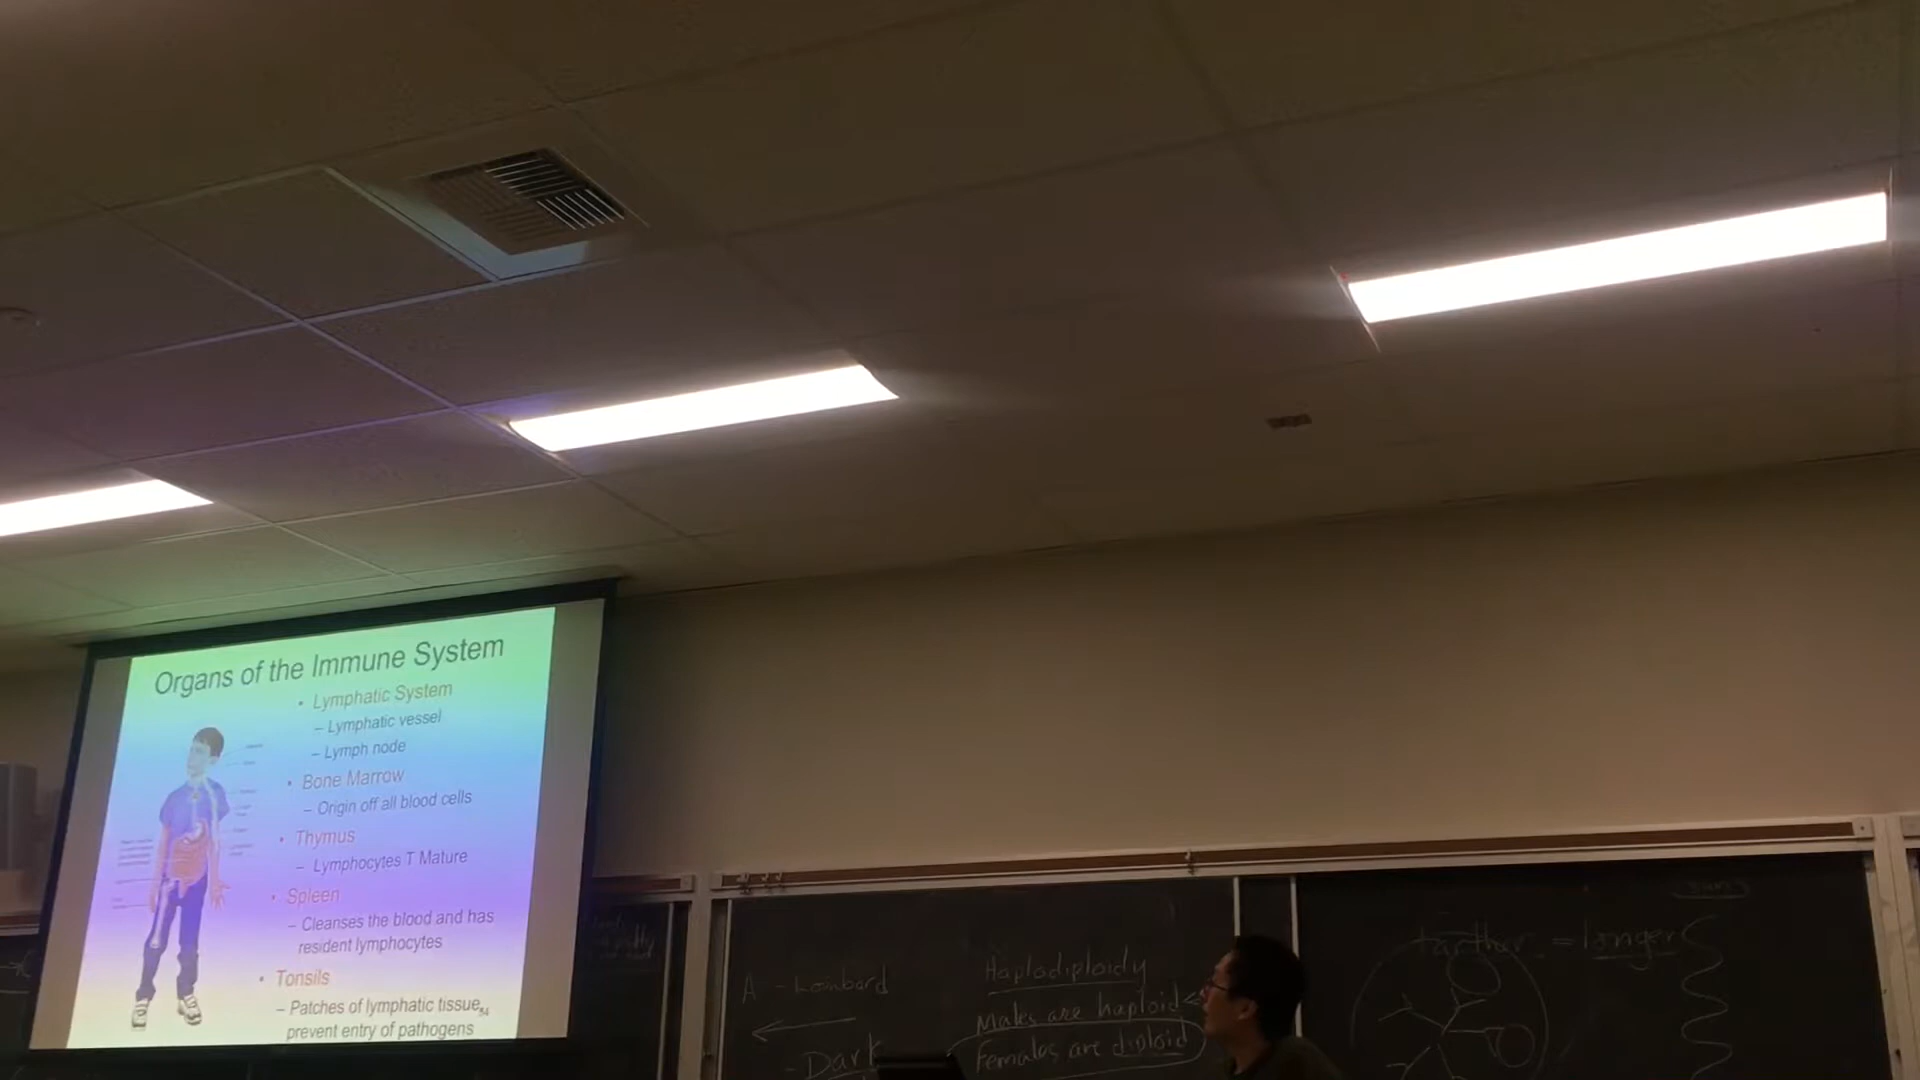 Organs of the Immune System
• Lymphatic System
– Lymphatic vessel
– Lymph node
• Bone Marrow
– Origin off all blood cells
• Thymus
– Lymphocytes T Mature
• Spleen
– Cleanses the blood and has
resident lymphocytes
• Tonsils
– Patches of lymphatic tissue,
prevent entry of pathogens
54
A - Lombard
- Dark
Haplodiploidy
Males are haploid
Females are diploid
farther = longer